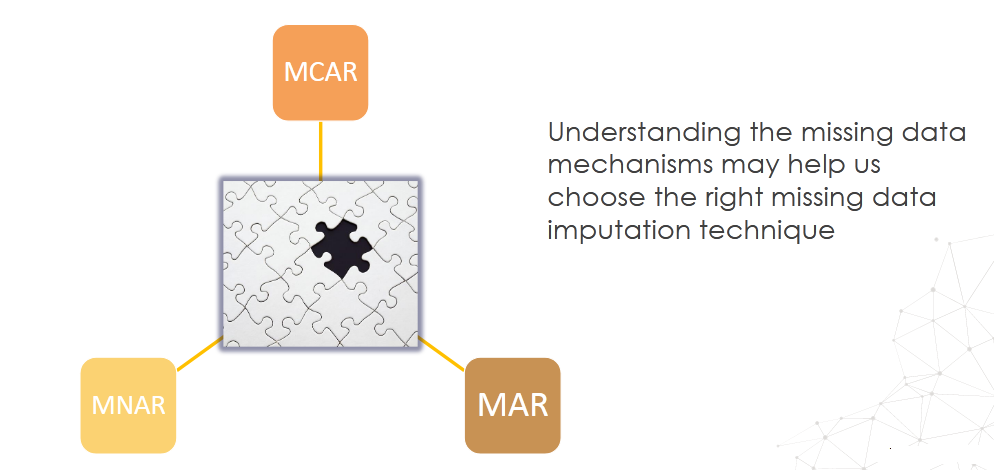 MCAR
Understanding the missing data
mechanisms may help us
choose the right missing data
imputation technique
MNAR
MAR